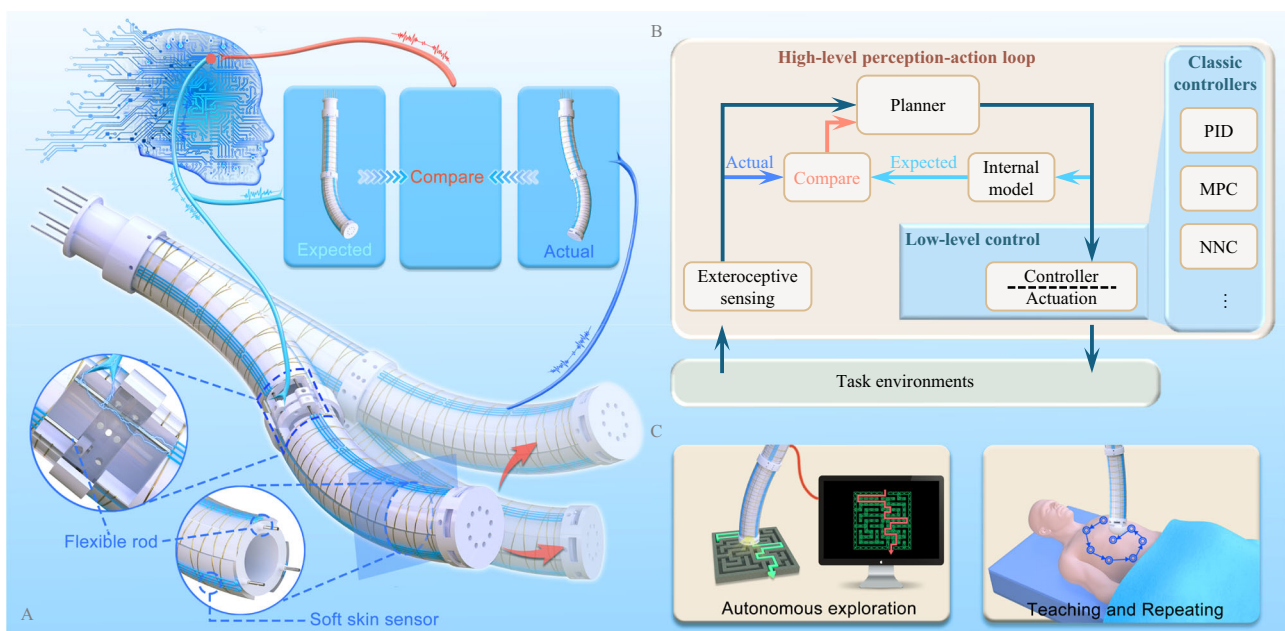 Expected
Compare
Actual
Flexible rod
Soft skin sensor
A
B
High-level perception-action loop
Planner
Actual
Compare
Expected
Internal
model
Low-level control
Exteroceptive
sensing
Controller
Actuation
Classic
controllers
PID
MPC
NNC
⋮
Task environments
C
Autonomous exploration
Teaching and Repeating